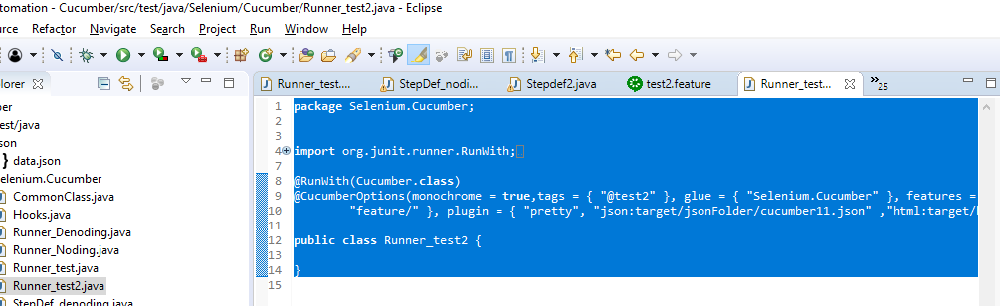 tomation - Cucumber/src/test/java/Selenium/Cucumber/Runner_test2.java - Eclipse
urce Refactor Navigate Search Project Run Window Help
plorer
Runner_test.... StepDef_nodi... Stepdef2.java test2.feature Runner_test... »25
ber
est/java
son
data.json
elenium.Cucumber
CommonClass.java
Hooks.java
Runner_Denoding.java
Runner_Noding.java
Runner_test.java
Runner_test2.java
StepDef_denoding.java
1 package Selenium.Cucumber;
2
3
4 import org.junit.runner.RunWith;
7
8 @RunWith(Cucumber.class)
9 @CucumberOptions(monochrome = true,tags = { "@test2" }, glue = { "Selenium.Cucumber" }, features =
10 "feature/" }, plugin = { "pretty", "json:target/jsonFolder/cucumber11.json" ,"html:target/
11
12 public class Runner_test2 {
13
14 }
15